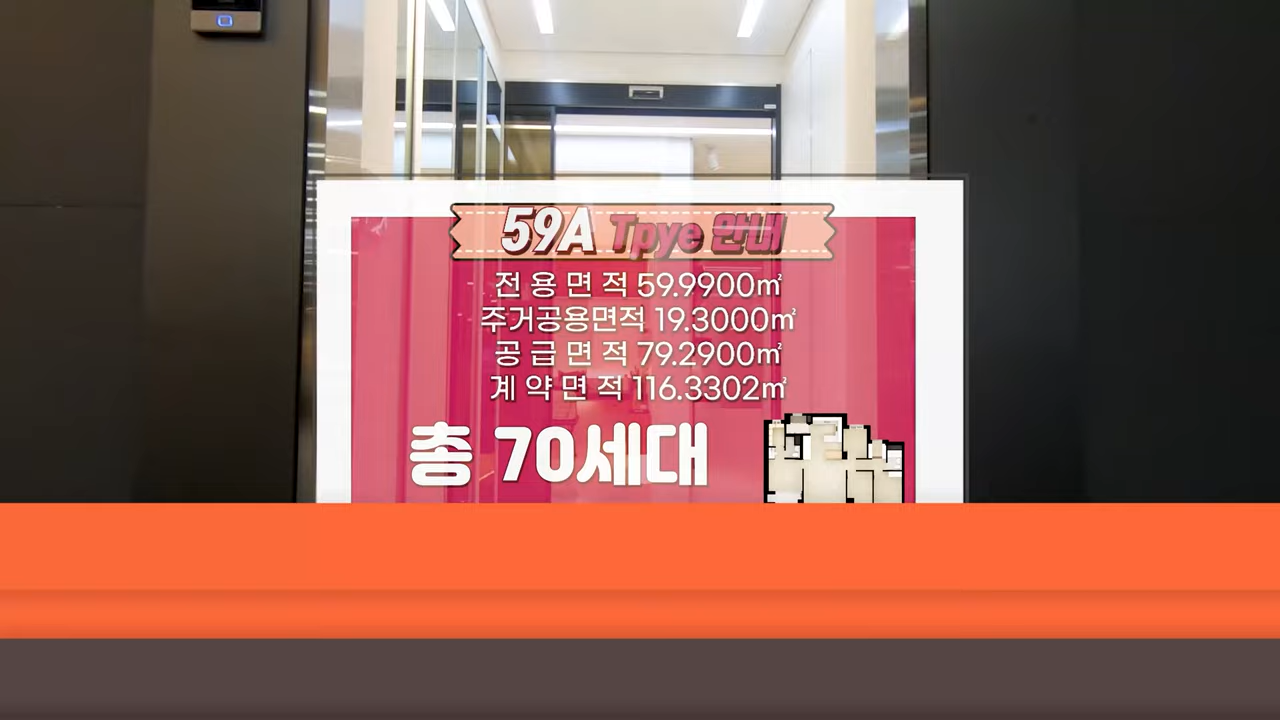 59A Tpye 안내
전 용 면 적 59.9900㎡
주거공용면적 19.3000㎡
공 급 면 적 79.2900㎡
계 약 면 적 116.3302㎡
총 70세대